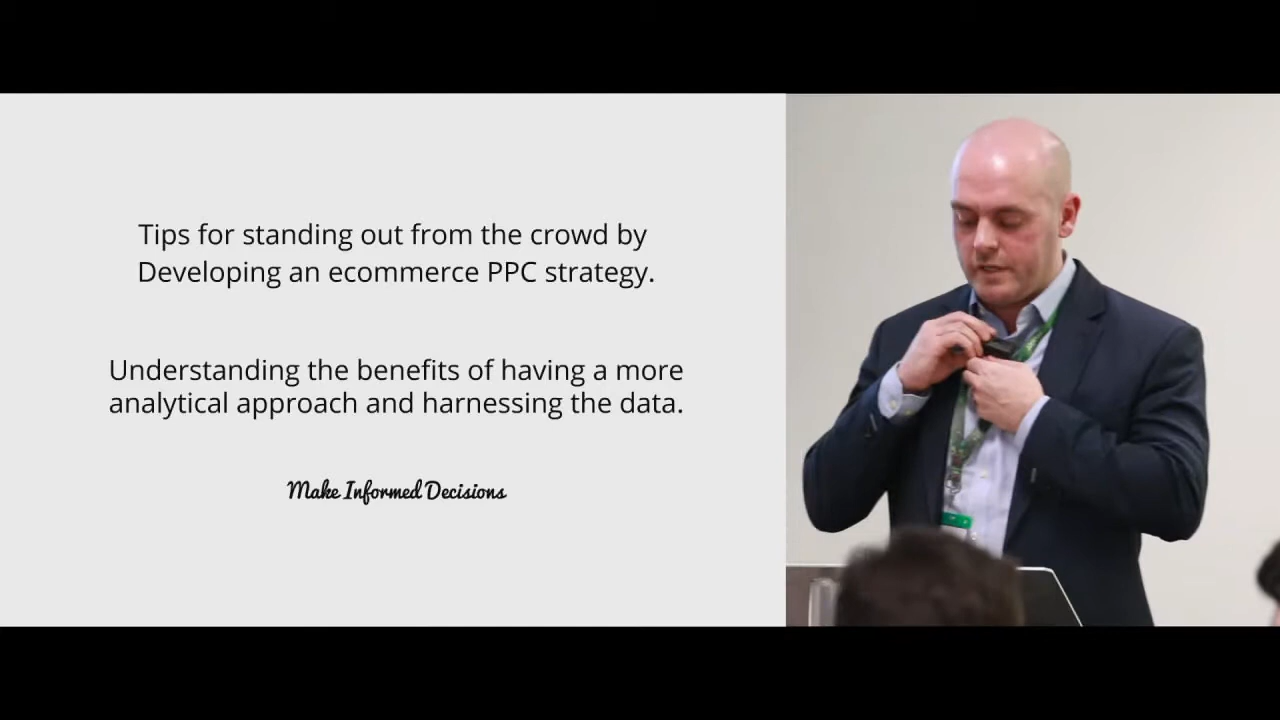 Tips for standing out from the crowd by
Developing an ecommerce PPC strategy.
Understanding the benefits of having a more
analytical approach and harnessing the data.
Make Informed Decisions